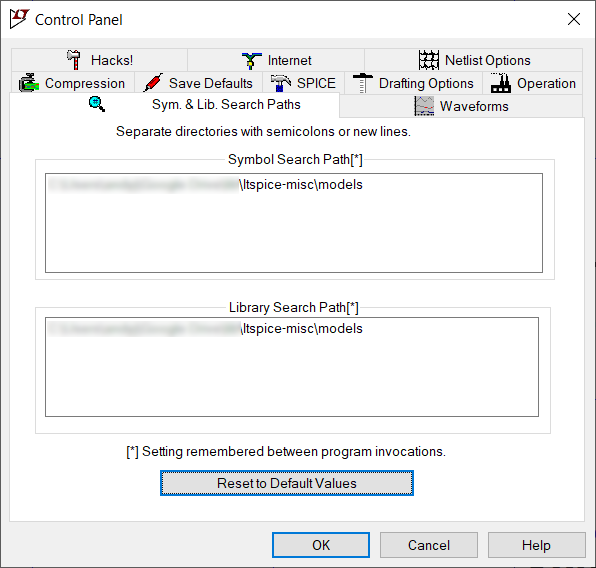 Control Panel
Hacks!
Internet
Netlist Options
Compression
Save Defaults
SPICE
Drafting Options
Operation
Sym. & Lib. Search Paths
Waveforms
Separate directories with semicolons or new lines.
Symbol Search Path[*]
\ltspice-misc\models
Library Search Path[*]
\ltspice-misc\models
[*] Setting remembered between program invocations.
Reset to Default Values
OK
Cancel
Help